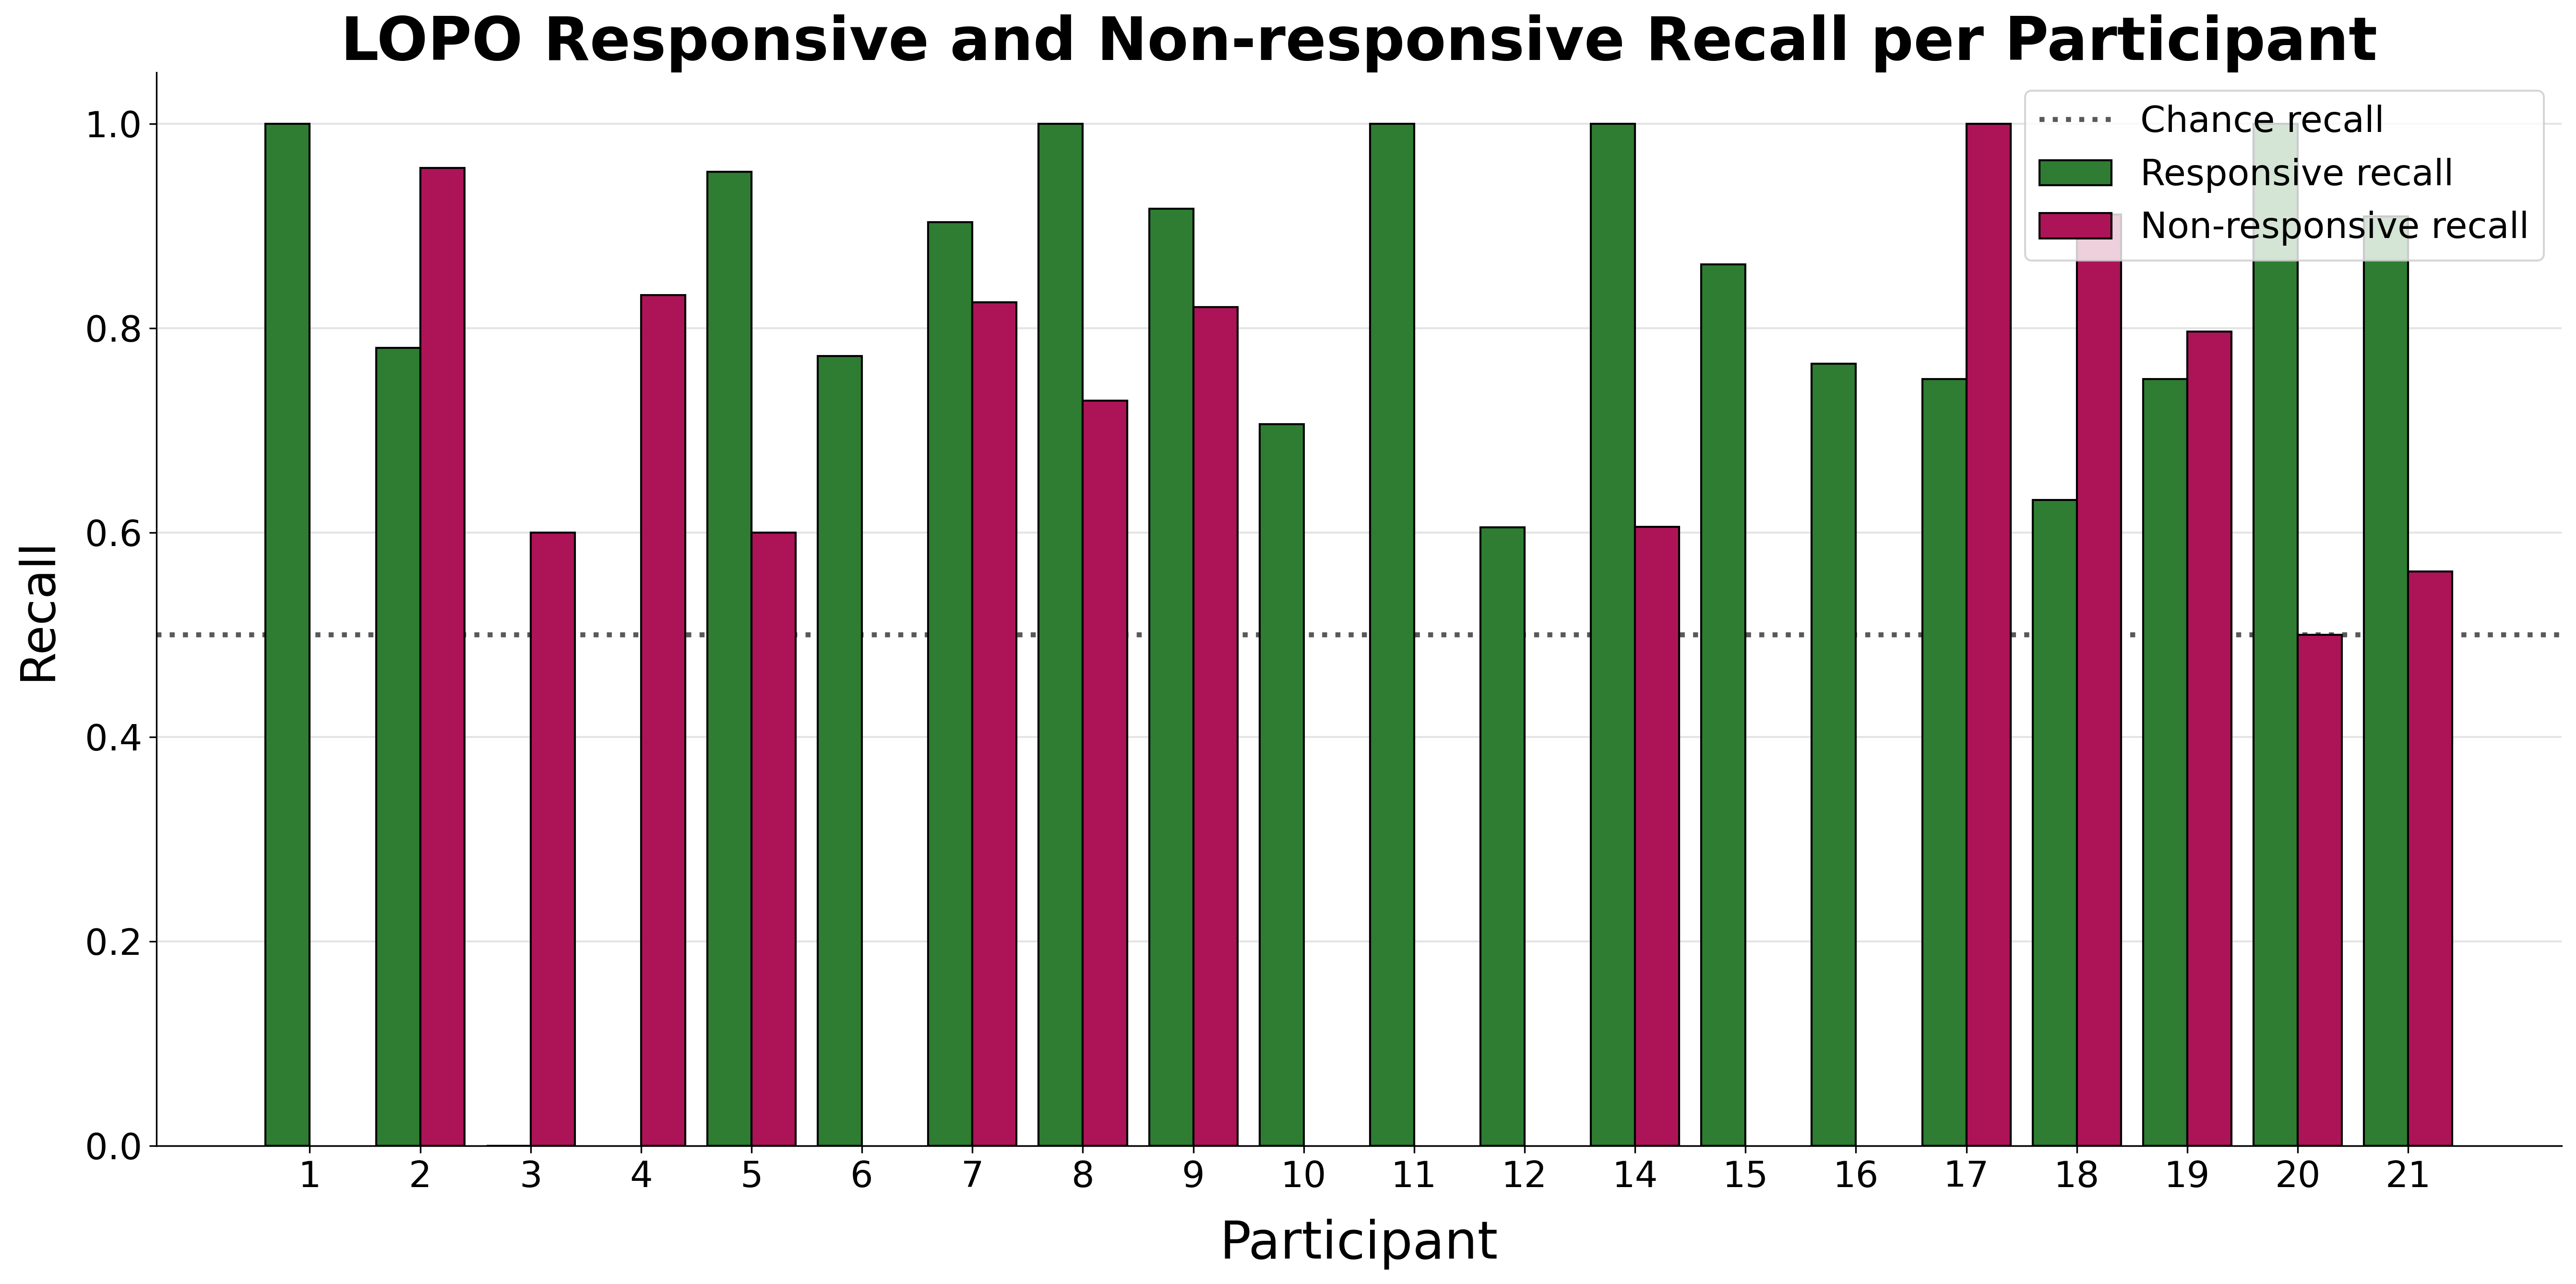 LOPO Responsive and Non-responsive Recall per Participant
Chance recall
Responsive recall
Non-responsive recall
1.0
0.8
0.6
0.4
0.2
0.0
Recall
1 2 3 4 5 6 7 8 9 10 11 12 14 15 16 17 18 19 20 21
Participant